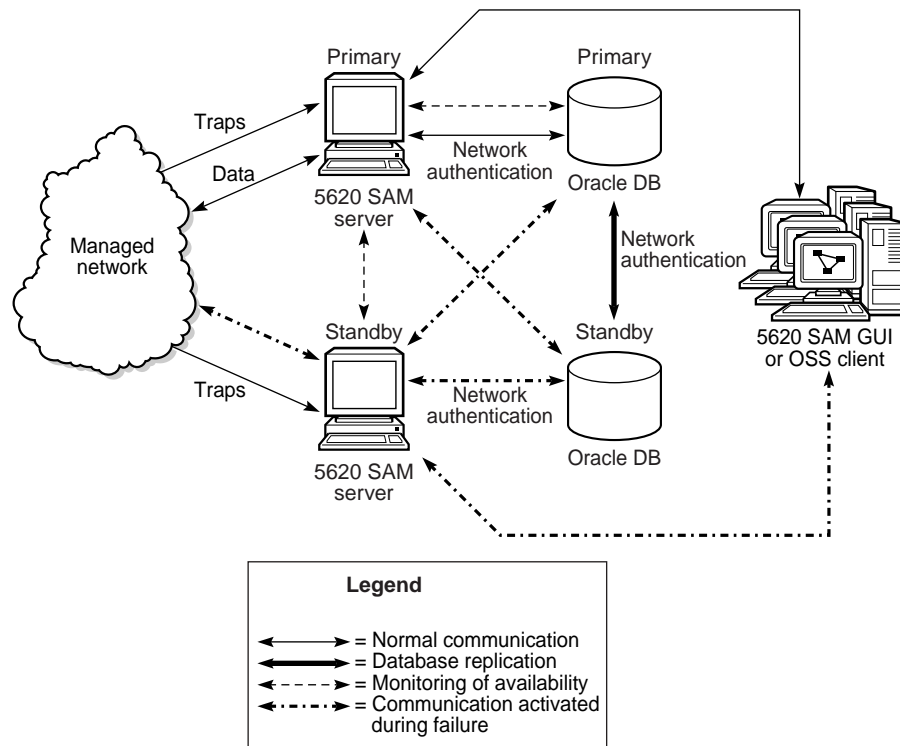 Primary
Primary
Traps
Data
Network
authentication
5620 SAM
server
Oracle DB
Managed
network
Network
authentication
Standby
Standby
5620 SAM GUI
or OSS client
Traps
Network
authentication
5620 SAM
server
Oracle DB
Legend
= Normal communication
= Database replication
= Monitoring of availability
= Communication activated
during failure